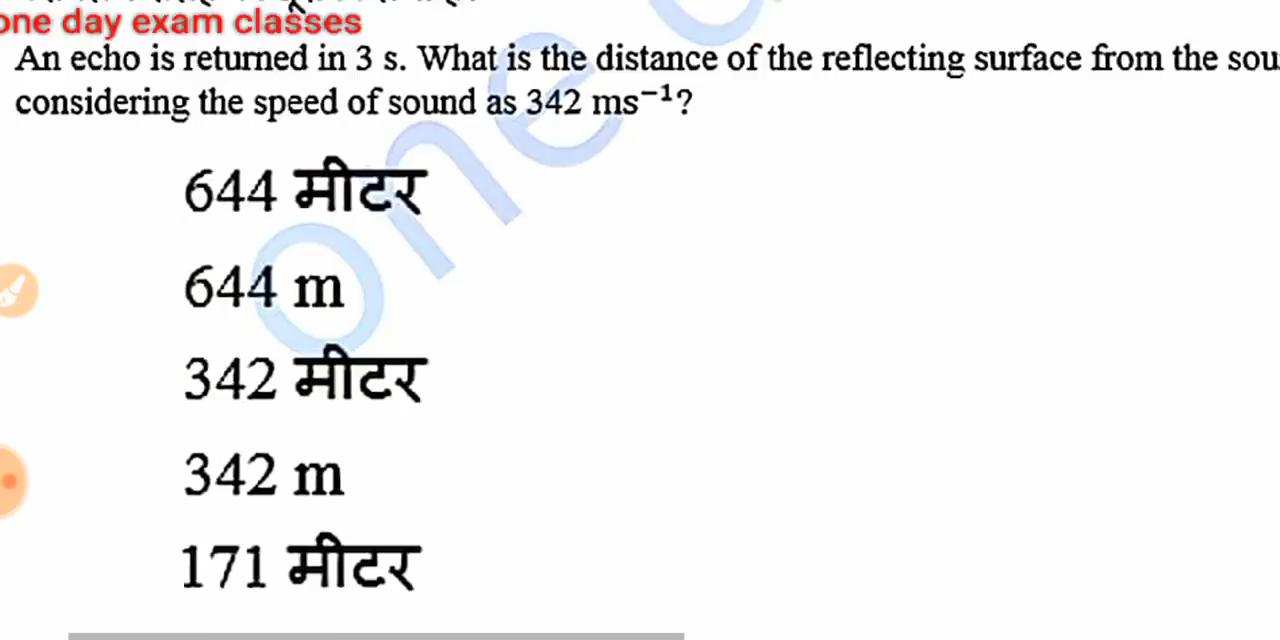 one day exam classes
An echo is returned in 3 s. What is the distance of the reflecting surface from the
considering the speed of sound as 342 ms⁻¹?
644 मीटर
644 m
342 मीटर
342 m
171 मीटर
one